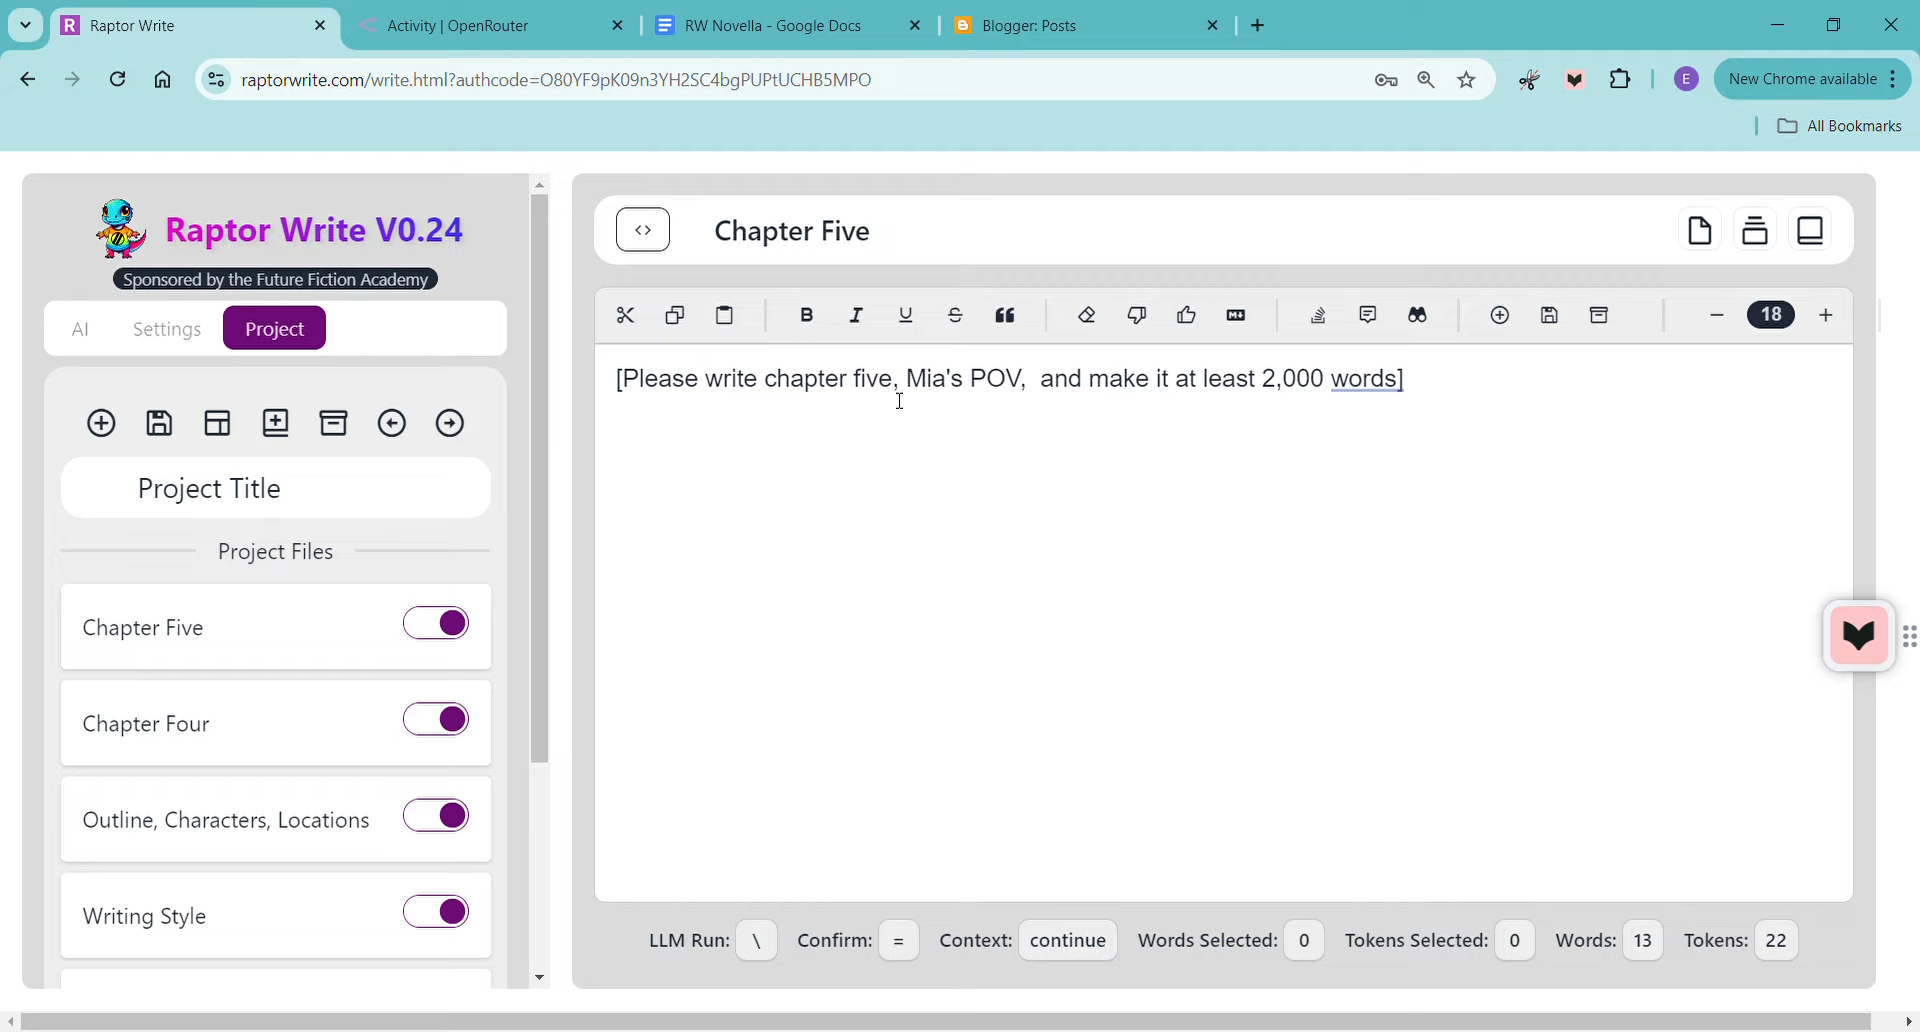 Raptor Write
Activity | OpenRouter
RW Novella - Google Docs
Blogger: Posts
raptorwrite.com/write.html?authcode=O80YF9pK09n3YH2SC4bgPUPtUCHB5MPO
E
New Chrome available
All Bookmarks
Raptor Write V0.24
Sponsored by the Future Fiction Academy
AI
Settings
Project
Project Title
Project Files
Chapter Five
Chapter Four
Outline, Characters, Locations
Writing Style
Chapter Five
B I U S
18
[Please write chapter five, Mia's POV,  and make it at least 2,000 words]
LLM Run: \ Confirm: = Context: continue Words Selected: 0 Tokens Selected: 0 Words: 13 Tokens: 22